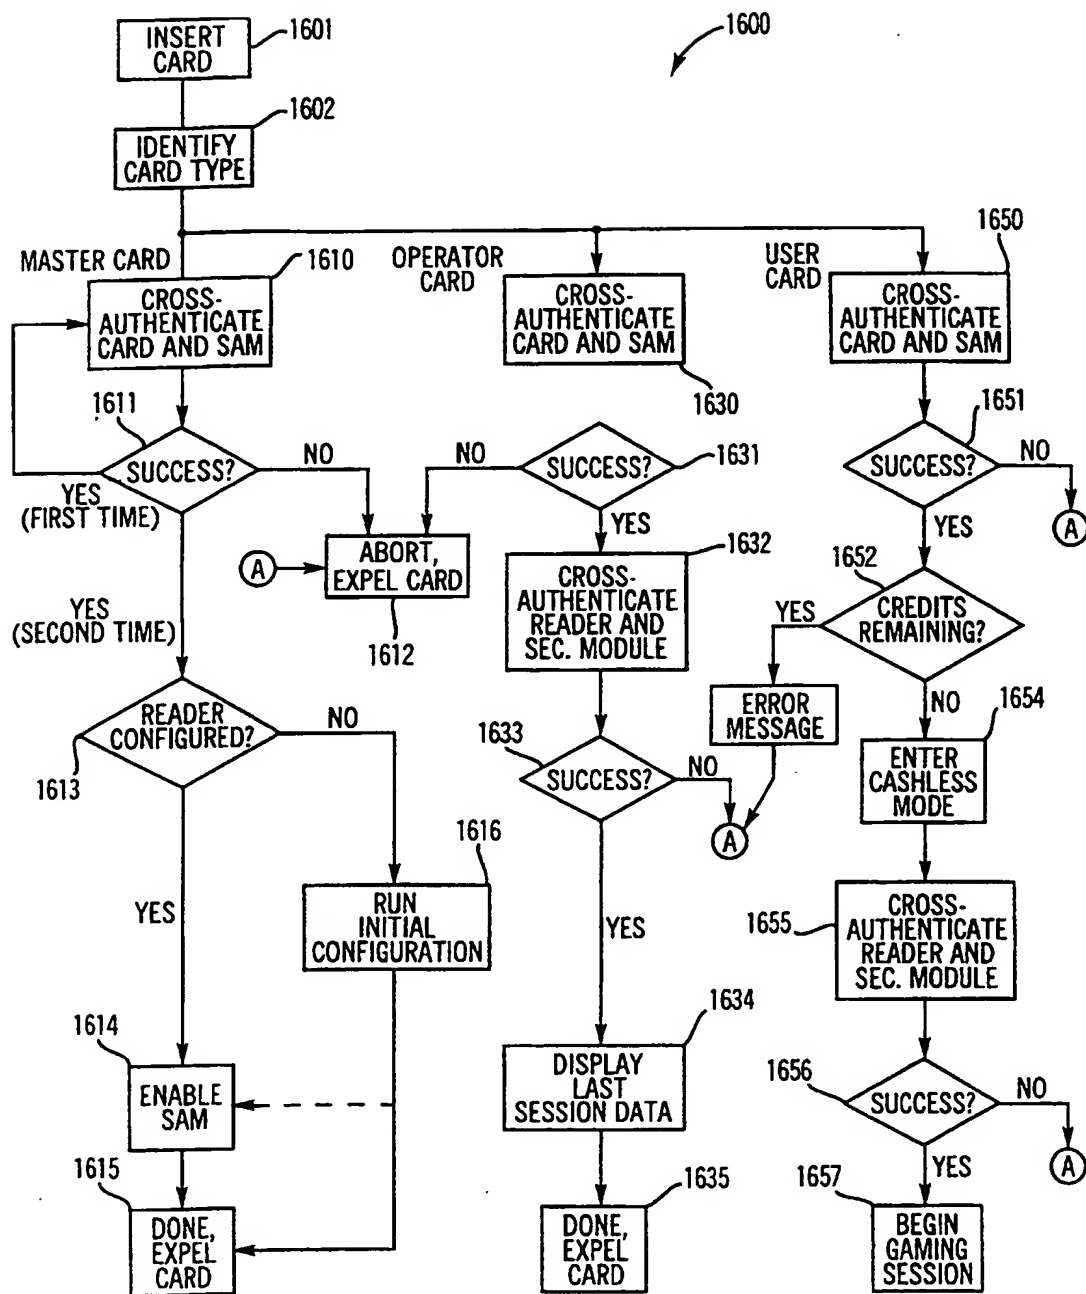 1600
INSERT
CARD
1601
IDENTIFY
CARD TYPE
1602
MASTER CARD
1610
CROSS-
AUTHENTICATE
CARD AND SAM
1611
SUCCESS?
YES
(FIRST TIME)
NO
YES
(SECOND TIME)
A
ABORT,
EXPEL CARD
1612
READER
CONFIGURED?
1613
NO
YES
1616
RUN
INITIAL
CONFIGURATION
1614
ENABLE
SAM
1615
DONE,
EXPEL
CARD
OPERATOR
CARD
CROSS-
AUTHENTICATE
CARD AND SAM
1630
NO
SUCCESS?
1631
YES
1632
CROSS-
AUTHENTICATE
READER AND
SEC. MODULE
1633
SUCCESS?
NO
A
YES
1634
DISPLAY
LAST
SESSION DATA
1635
DONE,
EXPEL
CARD
USER
CARD
1650
CROSS-
AUTHENTICATE
CARD AND SAM
1651
SUCCESS?
NO
A
YES
1652
CREDITS
REMAINING?
YES
ERROR
MESSAGE
NO
1654
ENTER
CASHLESS
MODE
1655
CROSS-
AUTHENTICATE
READER AND
SEC. MODULE
1656
SUCCESS?
NO
A
YES
1657
BEGIN
GAMING
SESSION